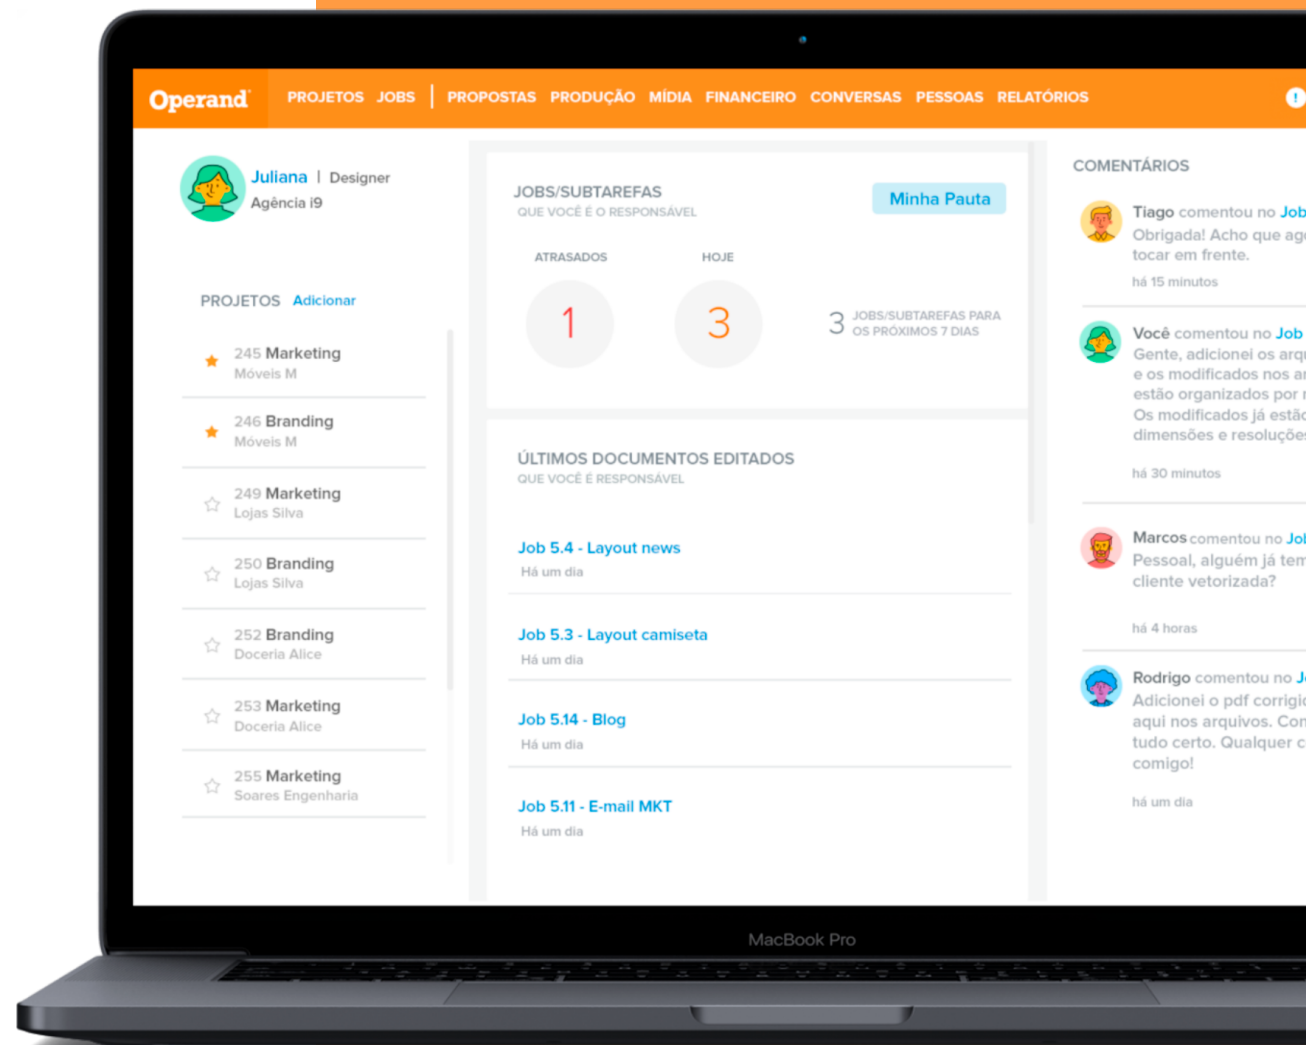 Operand
PROJETOS JOBS | PROPOSTAS PRODUÇÃO MÍDIA FINANCEIRO CONVERSAS PESSOAS RELATÓRIOS
!
Juliana | Designer
Agência i9
PROJETOS Adicionar
245 Marketing
Móveis M
246 Branding
Móveis M
249 Marketing
Lojas Silva
250 Branding
Lojas Silva
252 Branding
Doceria Alice
253 Marketing
Doceria Alice
255 Marketing
Soares Engenharia
JOBS/SUBTAREFAS
QUE VOCÊ É O RESPONSÁVEL
Minha Pauta
ATRASADOS
HOJE
1
3
3 JOBS/SUBTAREFAS PARA
OS PRÓXIMOS 7 DIAS
ÚLTIMOS DOCUMENTOS EDITADOS
QUE VOCÊ É RESPONSÁVEL
Job 5.4 - Layout news
Há um dia
Job 5.3 - Layout camiseta
Há um dia
Job 5.14 - Blog
Há um dia
Job 5.11 - E-mail MKT
Há um dia
COMENTÁRIOS
Tiago comentou no Job
Obrigada! Acho que
tocar em frente.
há 15 minutos
Você comentou no Job
Gente, adicionei os
e os modificados nos
estão organizados por
Os modificados já estão
dimensões e resoluções
há 30 minutos
Marcos comentou no Job
Pessoal, alguém já tem
cliente vetorizada?
há 4 horas
Rodrigo comentou no
Adicionei o pdf
aqui nos arquivos.
tudo certo. Qualquer
comigo!
há um dia
MacBook Pro